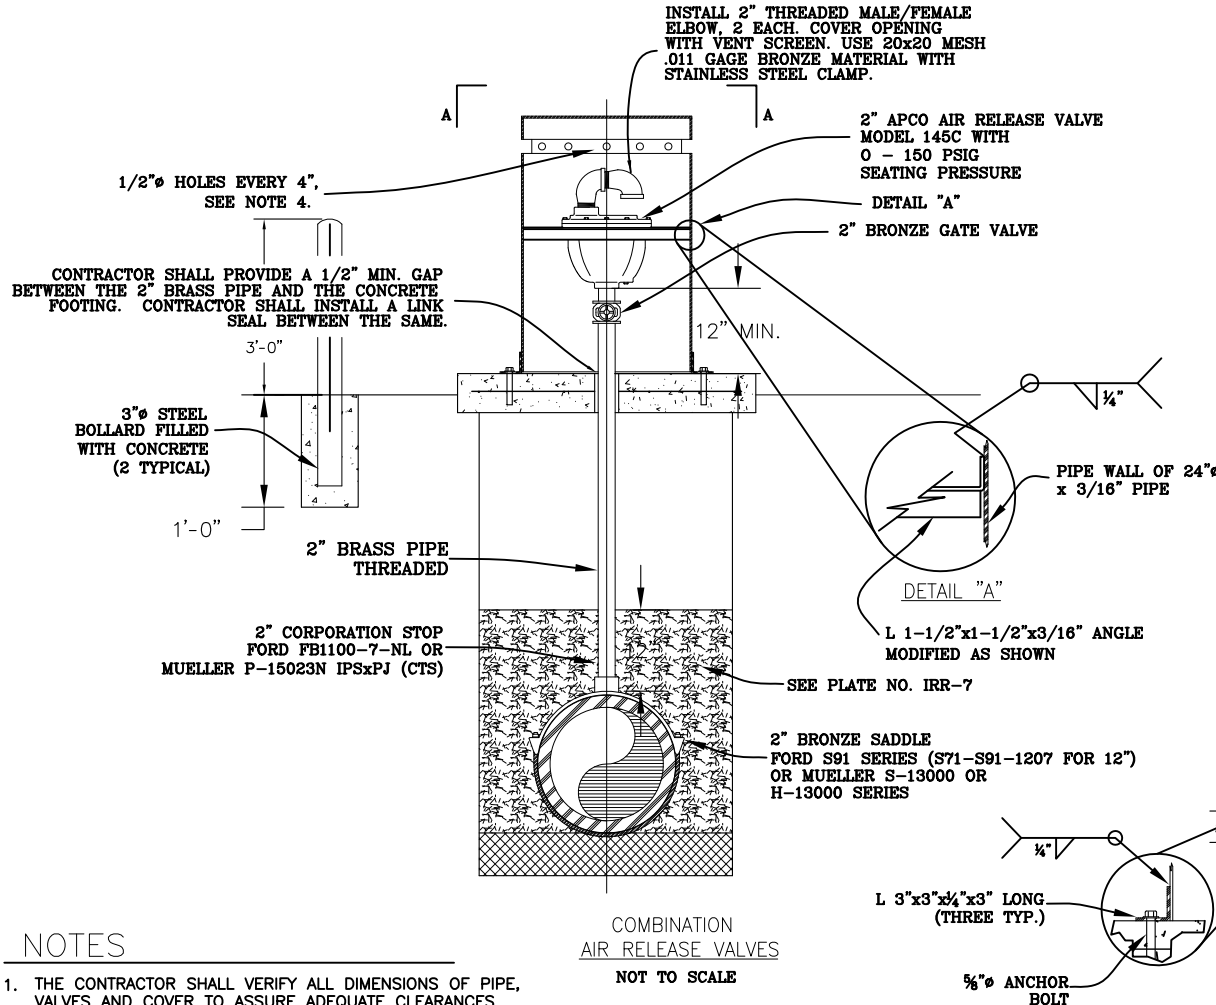 INSTALL 2" THREADED MALE/FEMALE
ELBOW, 2 EACH. COVER OPENING
WITH VENT SCREEN. USE 20x20 MESH
.011 GAGE BRONZE MATERIAL WITH
STAINLESS STEEL CLAMP.
A
A
2" APCO AIR RELEASE VALVE
MODEL 145C WITH
0 - 150 PSIG
SEATING PRESSURE
1/2"ø HOLES EVERY 4",
SEE NOTE 4.
DETAIL "A"
2" BRONZE GATE VALVE
CONTRACTOR SHALL PROVIDE A 1/2" MIN. GAP
BETWEEN THE 2" BRASS PIPE AND THE CONCRETE
FOOTING. CONTRACTOR SHALL INSTALL A LINK
SEAL BETWEEN THE SAME.
12" MIN.
3'-0"
1/4"
3"ø STEEL
BOLLARD FILLED
WITH CONCRETE
(2 TYPICAL)
PIPE WALL OF 24"ø
x 3/16" PIPE
1'-0"
2" BRASS PIPE
THREADED
DETAIL "A"
L 1-1/2"x1-1/2"x3/16" ANGLE
MODIFIED AS SHOWN
2" CORPORATION STOP
FORD FB1100-7-NL OR
MUELLER P-15023N IPSxPJ (CTS)
12"
SEE PLATE NO. IRR-7
2" BRONZE SADDLE
FORD S91 SERIES (S71-S91-1207 FOR 12")
OR MUELLER S-13000 OR
H-13000 SERIES
1/4"
L 3"x3"x1/4"x3" LONG
(THREE TYP.)
5/8"ø ANCHOR
BOLT
COMBINATION
AIR RELEASE VALVES
NOT TO SCALE
NOTES
1. THE CONTRACTOR SHALL VERIFY ALL DIMENSIONS OF PIPE,
VALVES AND COVER TO ASSURE ADEQUATE CLEARANCES